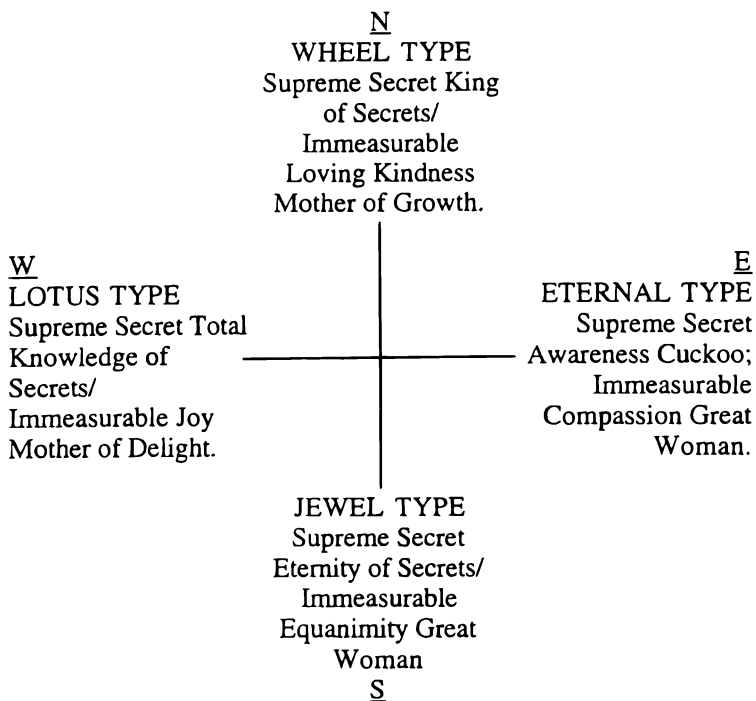 N
WHEEL TYPE
Supreme Secret King
of Secrets/
Immeasurable
Loving Kindness
Mother of Growth.
W
LOTUS TYPE
Supreme Secret Total
Knowledge of
Secrets/
Immeasurable Joy
Mother of Delight.
E
ETERNAL TYPE
Supreme Secret
Awareness Cuckoo;
Immeasurable
Compassion Great
Woman.
JEWEL TYPE
Supreme Secret
Eternity of Secrets/
Immeasurable
Equanimity Great
Woman
S